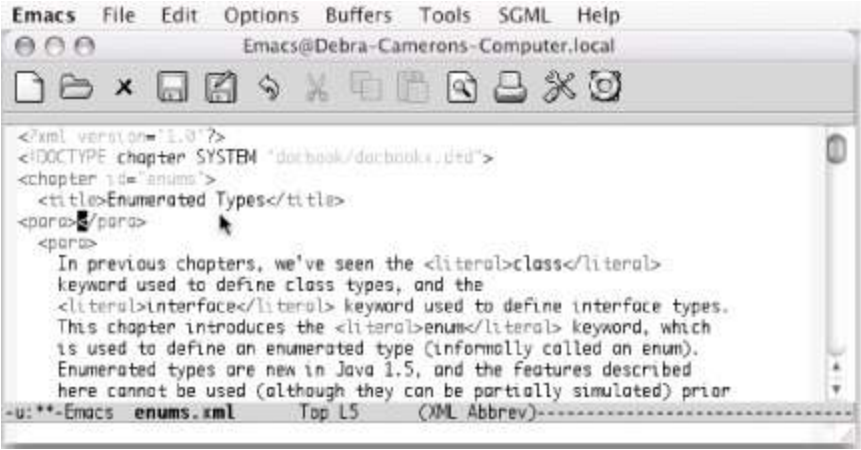 Emacs File Edit Options Buffers Tools SGML Help
Emacs@Debra-Camerons-Computer.local
<?xml version='1.0'?>
<!DOCTYPE chapter SYSTEM "docbook/docbookx.dtd">
<chapter id="enums">
<title>Enumerated Types</title>
<para></para>
<para>
In previous chapters, we've seen the <literal>class</literal>
keyword used to define class types, and the
<literal>interface</literal> keyword used to define interface types.
This chapter introduces the <literal>enum</literal> keyword, which
is used to define an enumerated type (informally called an enum).
Enumerated types are new in Java 1.5, and the features described
here cannot be used (although they can be partially simulated) prior
-u:**-Emacs enums.xml Top L5 (XML Abbrev)--------------------------------